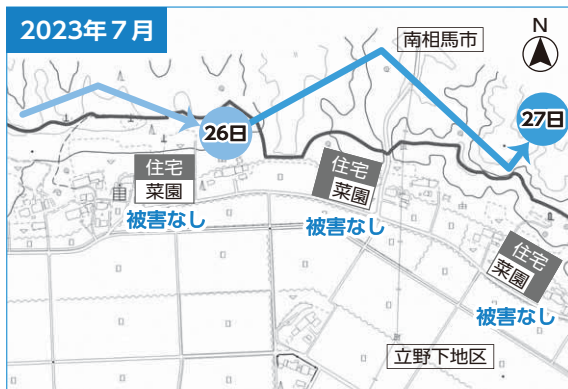 2023年7月
南相馬市
N
26日
27日
住宅
菜園
被害なし
住宅
菜園
被害なし
住宅
菜園
被害なし
立野下地区